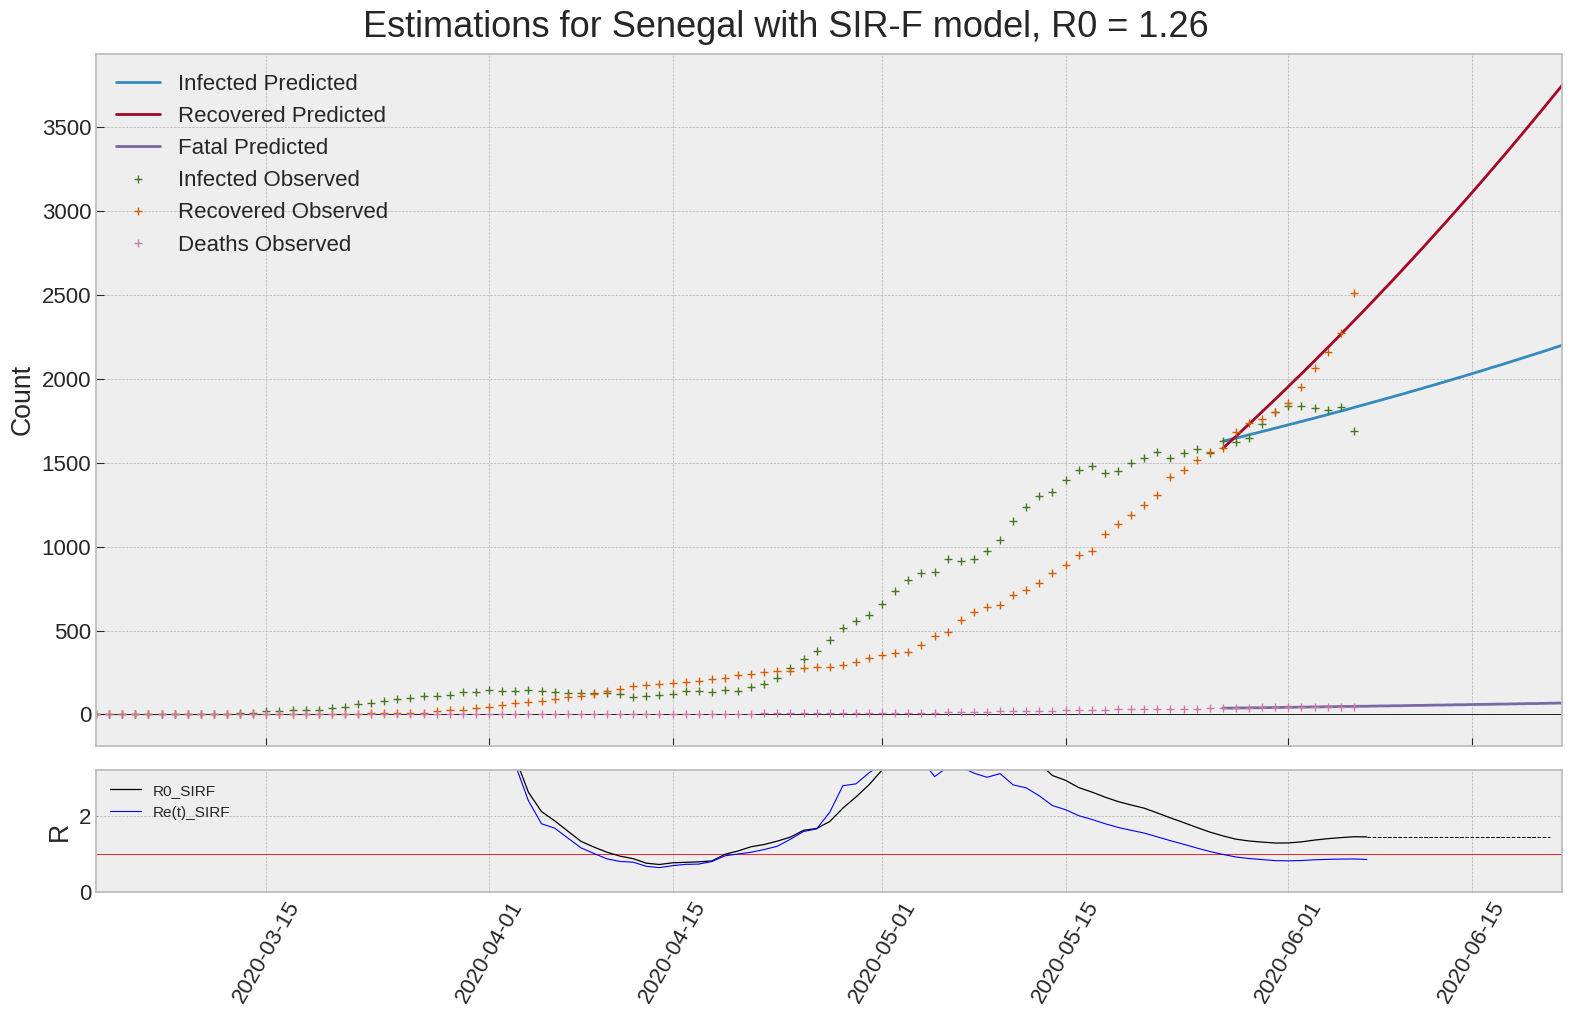 Estimations for Senegal with SIR-F model, R0 = 1.26
Infected Predicted
Recovered Predicted
Fatal Predicted
Infected Observed
Recovered Observed
Deaths Observed
3500
3000
2500
2000
1500
1000
500
0
Count
R0_SIRF
Re(t)_SIRF
2
0
R
2020-03-15
2020-04-01
2020-04-15
2020-05-01
2020-05-15
2020-06-01
2020-06-15